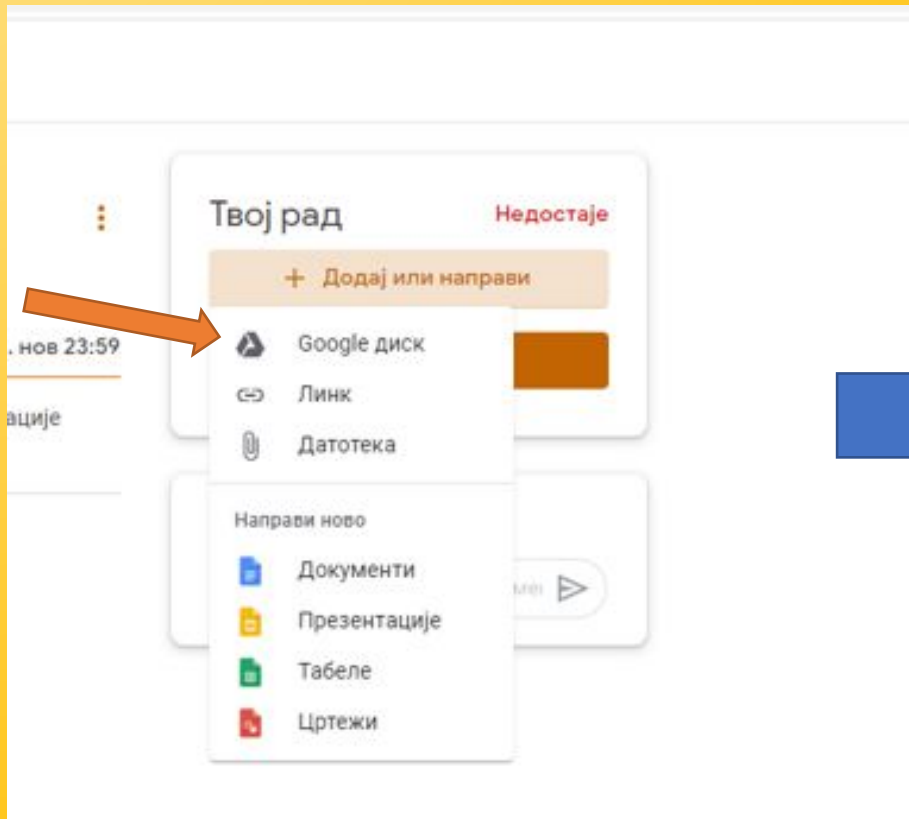 Твој рад
Недостаје
+ Додај или направи
Google диск
. нов 23:59
Линк
ације
Датотека
Направи ново
Документи
Презентације
Табеле
Цртежи